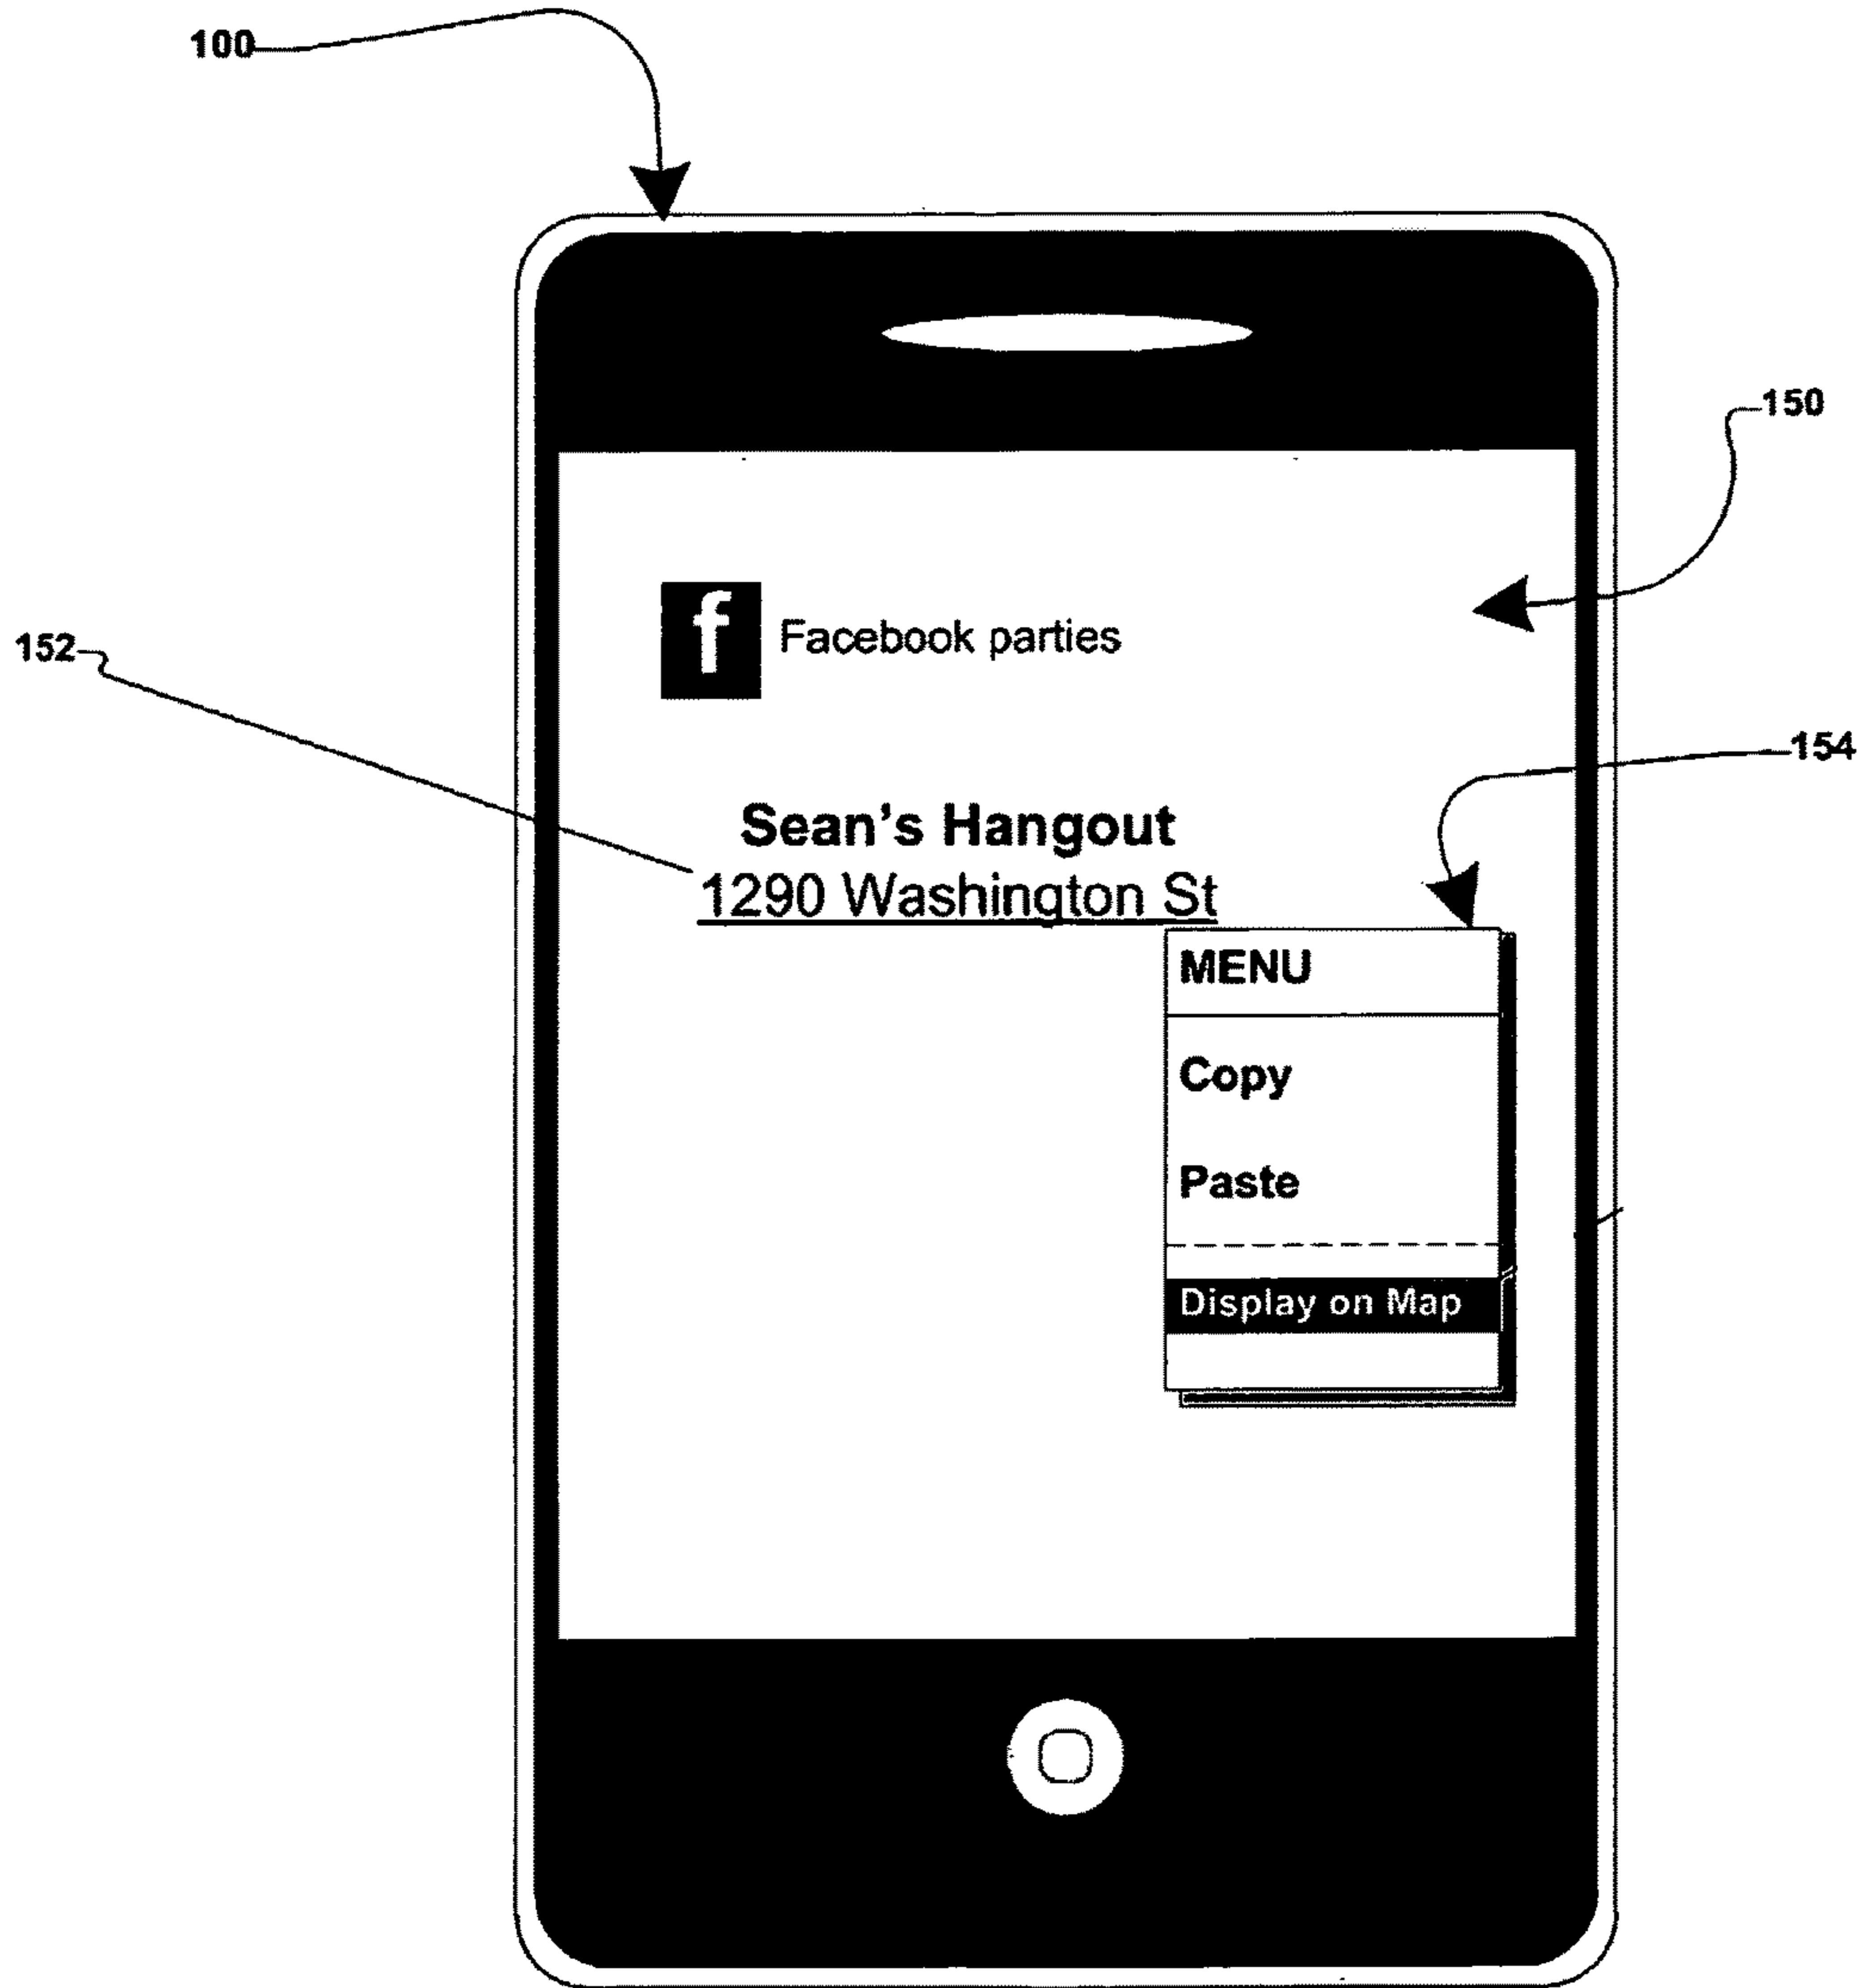 100
150
f
Facebook parties
152
154
Sean's Hangout
1290 Washington St
MENU
Copy
Paste
Display on Map